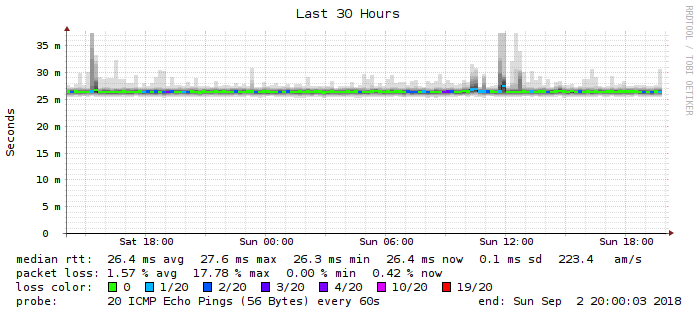 Last 30 Hours
RRDTOOL / TOBI OETIKER
Seconds
35 m
30 m
25 m
20 m
15 m
10 m
5 m
0
Sat 18:00 Sun 00:00 Sun 06:00 Sun 12:00 Sun 18:00
median rtt: 26.4 ms avg 27.6 ms max 26.3 ms min 26.4 ms now 0.1 ms sd 223.4 am/s
packet loss: 1.57 % avg 17.78 % max 0.00 % min 0.42 % now
loss color: 0 1/20 2/20 3/20 4/20 10/20 19/20
probe: 20 ICMP Echo Pings (56 Bytes) every 60s end: Sun Sep 2 20:00:03 2018